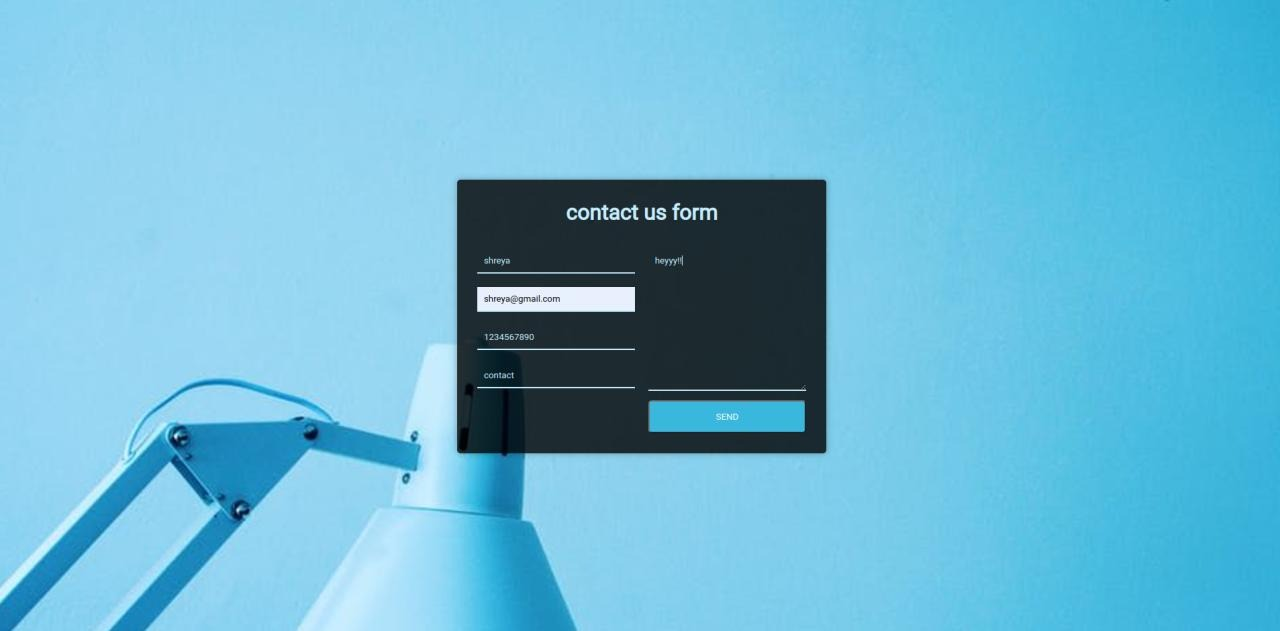 contact us form
shreya
shreya@gmail.com
1234567890
contact
heyyy!!
SEND